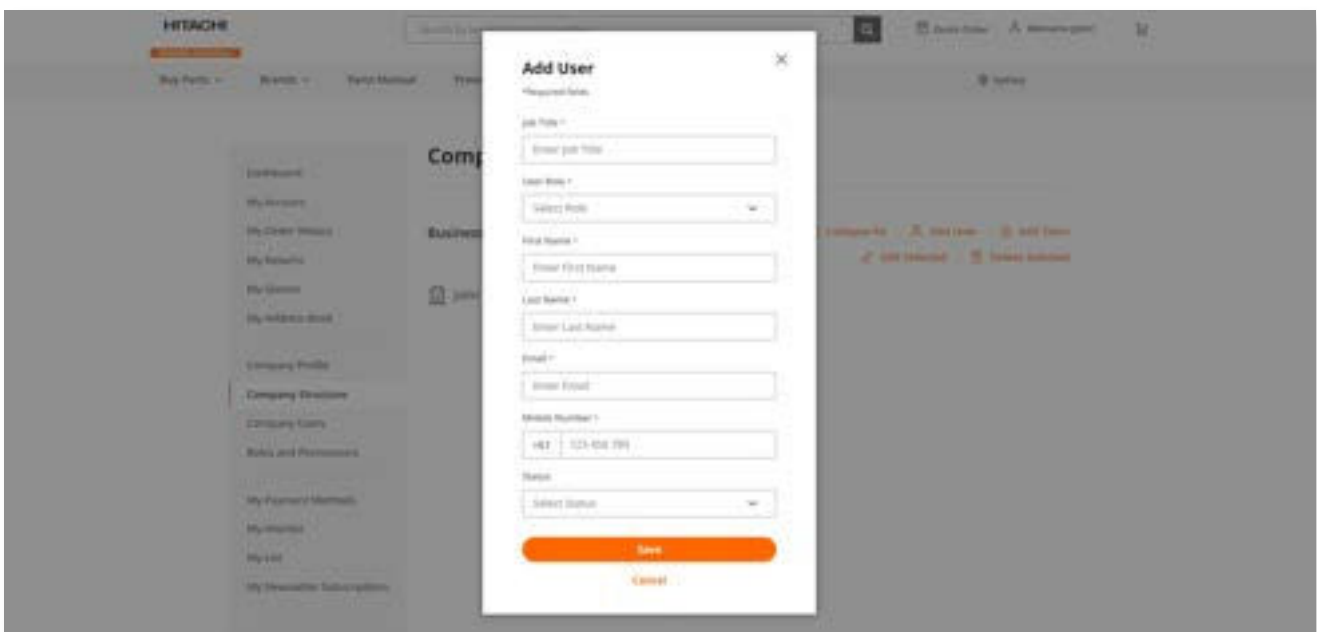 HITACHI
Buy Parts
Brands
Parts Manual
Sydney
Add User
*Required fields
Job Title *
Enter Job Title
User Role *
Select Role
First Name *
Enter First Name
Last Name *
Enter Last Name
Email *
Enter Email
Mobile Number *
+61
123 456 789
Status
Select Status
Save
Cancel
Comp
Business
Add User
Add Team
Edit Selected
Delete Selected
Dashboard
My Account
My Order History
My Returns
My Quotes
My Address Book
Company Profile
Company Structure
Company Users
Roles and Permissions
My Payment Methods
My Wishlist
My List
My Newsletter Subscriptions